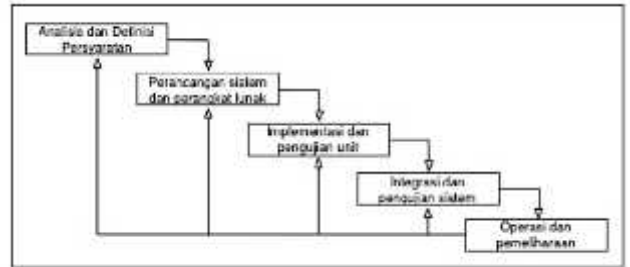 Analisis dan Definisi
Persyaratan
Perancangan sistem
dan perangkat lunak
Implementasi dan
pengujian unit
Integrasi dan
pengujian sistem
Operasi dan
pemeliharaan